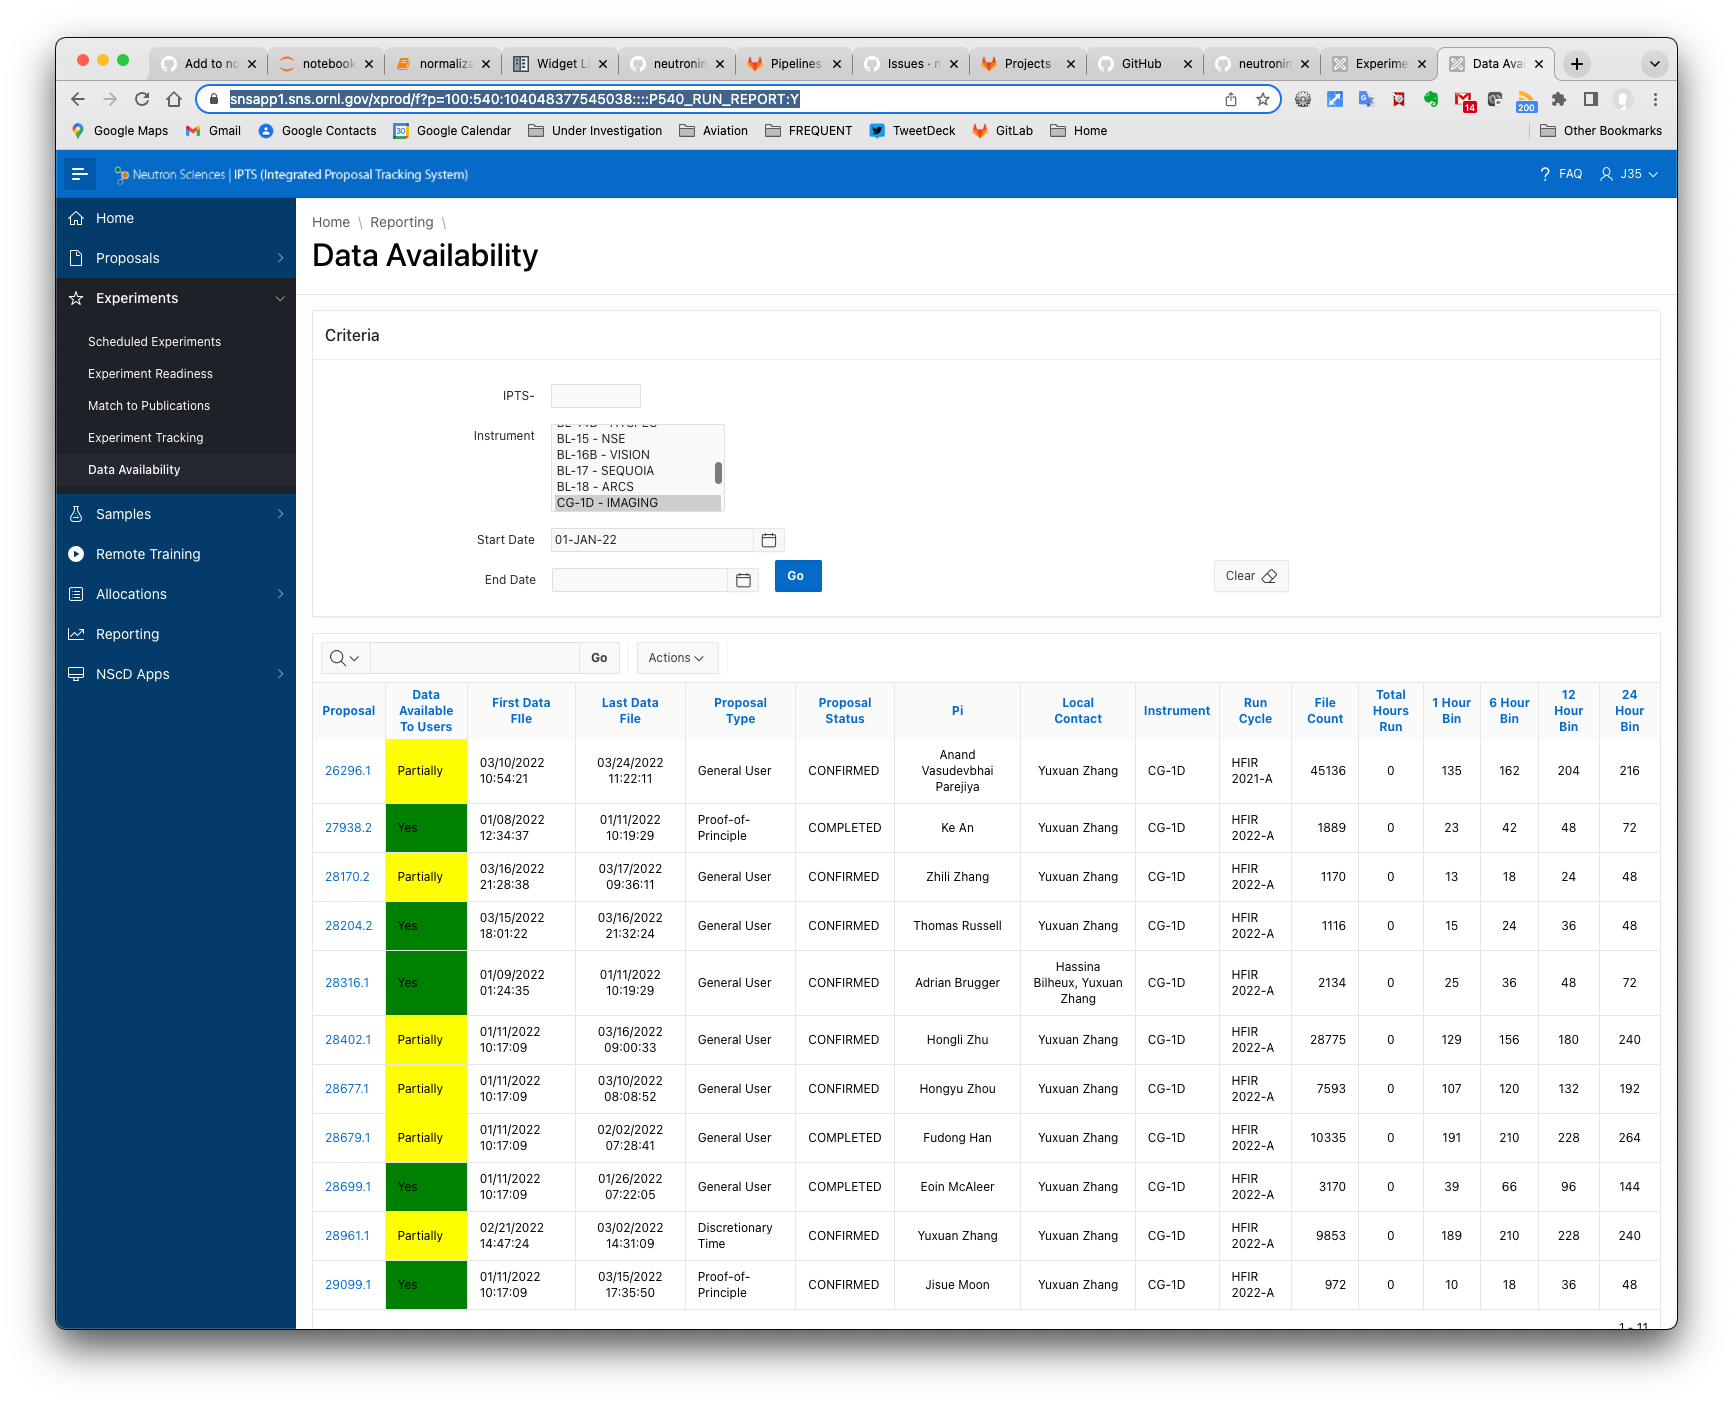 Add to no
notebook
normaliza
Widget Li
neutronin
Pipelines
Issues · n
Projects
GitHub
neutronin
Experime
Data Avai
snsapp1.sns.ornl.gov/xprod/f?p=100:540:104048377545038::::P540_RUN_REPORT:Y
14
200
Google Maps
Gmail
Google Contacts
30
Google Calendar
Under Investigation
Aviation
FREQUENT
TweetDeck
GitLab
Home
Other Bookmarks
Neutron Sciences | IPTS (Integrated Proposal Tracking System)
? FAQ
J35
Home
Proposals
Experiments
Scheduled Experiments
Experiment Readiness
Match to Publications
Experiment Tracking
Data Availability
Samples
Remote Training
Allocations
Reporting
NScD Apps
Home \ Reporting \
Data Availability
Criteria
IPTS-
Instrument
BL-15 - NSE
BL-16B - VISION
BL-17 - SEQUOIA
BL-18 - ARCS
CG-1D - IMAGING
Start Date
01-JAN-22
End Date
Go
Clear
Go
Actions
Proposal
Data Available To Users
First Data FIle
Last Data File
Proposal Type
Proposal Status
Pi
Local Contact
Instrument
Run Cycle
File Count
Total Hours Run
1 Hour Bin
6 Hour Bin
12 Hour Bin
24 Hour Bin
26296.1 Partially 03/10/2022 10:54:21 03/24/2022 11:22:11 General User CONFIRMED Anand Vasudevbhai Parejiya Yuxuan Zhang CG-1D HFIR 2021-A 45136 0 135 162 204 216
27938.2 Yes 01/08/2022 12:34:37 01/11/2022 10:19:29 Proof-of-Principle COMPLETED Ke An Yuxuan Zhang CG-1D HFIR 2022-A 1889 0 23 42 48 72
28170.2 Partially 03/16/2022 21:28:38 03/17/2022 09:36:11 General User CONFIRMED Zhili Zhang Yuxuan Zhang CG-1D HFIR 2022-A 1170 0 13 18 24 48
28204.2 Yes 03/15/2022 18:01:22 03/16/2022 21:32:24 General User CONFIRMED Thomas Russell Yuxuan Zhang CG-1D HFIR 2022-A 1116 0 15 24 36 48
28316.1 Yes 01/09/2022 01:24:35 01/11/2022 10:19:29 General User CONFIRMED Adrian Brugger Hassina Bilheux, Yuxuan Zhang CG-1D HFIR 2022-A 2134 0 25 36 48 72
28402.1 Partially 01/11/2022 10:17:09 03/16/2022 09:00:33 General User CONFIRMED Hongli Zhu Yuxuan Zhang CG-1D HFIR 2022-A 28775 0 129 156 180 240
28677.1 Partially 01/11/2022 10:17:09 03/10/2022 08:08:52 General User CONFIRMED Hongyu Zhou Yuxuan Zhang CG-1D HFIR 2022-A 7593 0 107 120 132 192
28679.1 Partially 01/11/2022 10:17:09 02/02/2022 07:28:41 General User COMPLETED Fudong Han Yuxuan Zhang CG-1D HFIR 2022-A 10335 0 191 210 228 264
28699.1 Yes 01/11/2022 10:17:09 01/26/2022 07:22:05 General User COMPLETED Eoin McAleer Yuxuan Zhang CG-1D HFIR 2022-A 3170 0 39 66 96 144
28961.1 Partially 02/21/2022 14:47:24 03/02/2022 14:31:09 Discretionary Time CONFIRMED Yuxuan Zhang Yuxuan Zhang CG-1D HFIR 2022-A 9853 0 189 210 228 240
29099.1 Yes 01/11/2022 10:17:09 03/15/2022 17:35:50 Proof-of-Principle CONFIRMED Jisue Moon Yuxuan Zhang CG-1D HFIR 2022-A 972 0 10 18 36 48
1 - 11